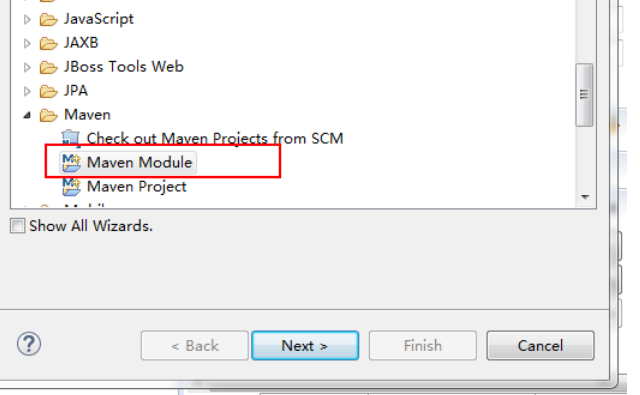 JavaScript
JAXB
JBoss Tools Web
JPA
Maven
Check out Maven Projects from SCM
Maven Module
Maven Project
Show All Wizards.
< Back Next > Finish Cancel